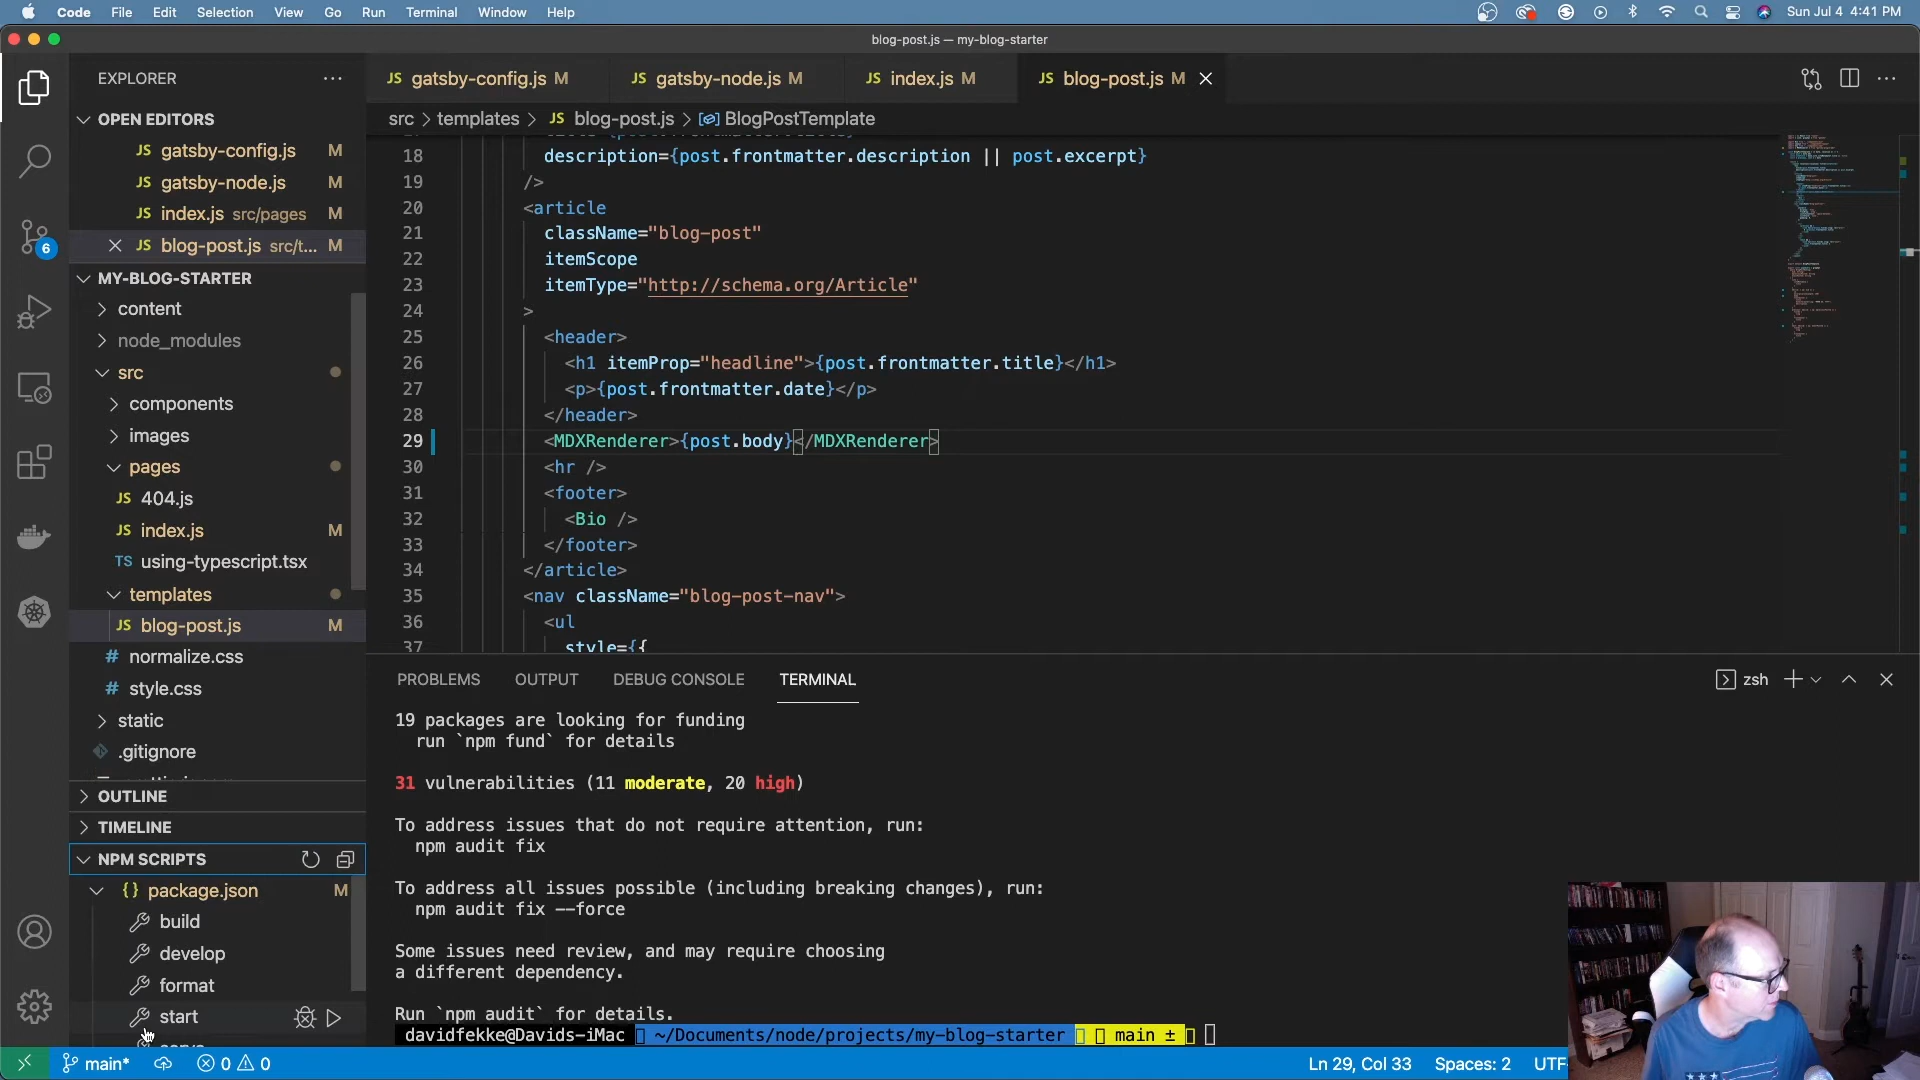 Code File Edit Selection View Go Run Terminal Window Help Sun Jul 4 4:41 PM
blog-post.js — my-blog-starter
EXPLORER
JS gatsby-config.js M JS gatsby-node.js M JS index.js M JS blog-post.js M
src > templates > JS blog-post.js > BlogPostTemplate
OPEN EDITORS
JS gatsby-config.js M
JS gatsby-node.js M
JS index.js src/pages M
JS blog-post.js src/t... M
MY-BLOG-STARTER
content
node_modules
src
components
images
pages
JS 404.js
JS index.js M
TS using-typescript.tsx
templates
JS blog-post.js M
# normalize.css
# style.css
static
.gitignore
OUTLINE
TIMELINE
NPM SCRIPTS
{} package.json M
build
develop
format
start
6
18 description={post.frontmatter.description || post.excerpt}
19 />
20 <article
21 className="blog-post"
22 itemScope
23 itemType="http://schema.org/Article"
24 >
25 <header>
26 <h1 itemProp="headline">{post.frontmatter.title}</h1>
27 <p>{post.frontmatter.date}</p>
28 </header>
29 <MDXRenderer>{post.body}</MDXRenderer>
30 <hr />
31 <footer>
32 <Bio />
33 </footer>
34 </article>
35 <nav className="blog-post-nav">
36 <ul
37 style={{
PROBLEMS OUTPUT DEBUG CONSOLE TERMINAL zsh
19 packages are looking for funding
run `npm fund` for details
31 vulnerabilities (11 moderate, 20 high)
To address issues that do not require attention, run:
npm audit fix
To address all issues possible (including breaking changes), run:
npm audit fix --force
Some issues need review, and may require choosing
a different dependency.
Run `npm audit` for details.
davidfekke@Davids-iMac ~/Documents/node/projects/my-blog-starter main ±
main* 0 0 Ln 29, Col 33 Spaces: 2 UTF